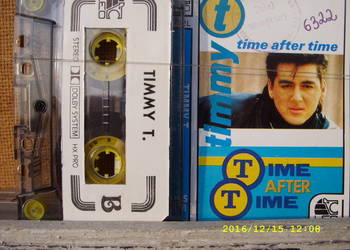 STEREO
DOLBY SYSTEM
HX PRO
TIMMY T.
B
TIMMY T
timmy t
6322
time after time
TIME
AFTER
TIME
2016/12/15 12:08